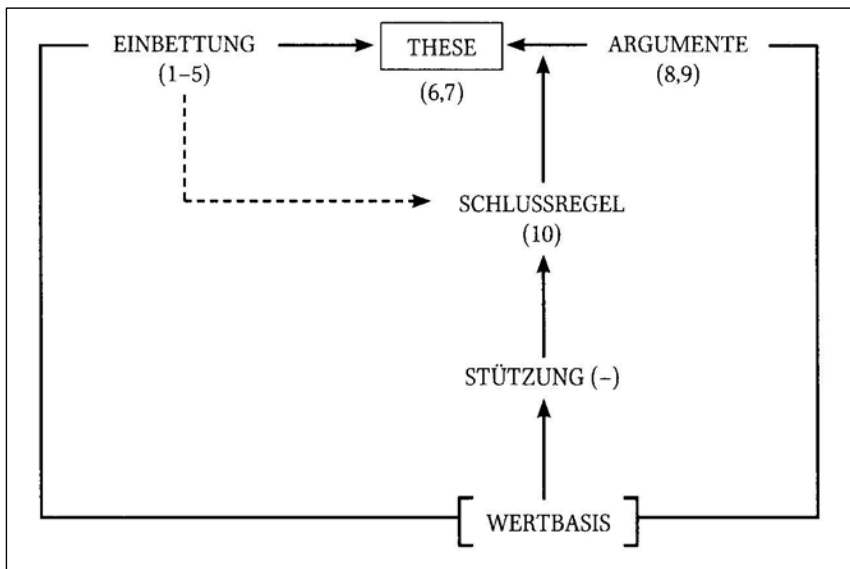 EINBETTUNG THESE ARGUMENTE
(1–5) (6,7) (8,9)
SCHLUSSREGEL
(10)
STÜTZUNG (–)
WERTBASIS